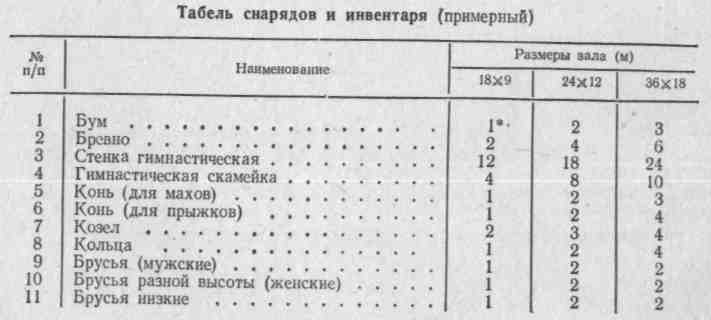 Табель снарядов и инвентаря (примерный)
№ п/п Наименование Размеры зала (м)
18×9 24×12 36×18
1 Бум 1* 2 3
2 Бревно 2 4 6
3 Стенка гимнастическая 12 18 24
4 Гимнастическая скамейка 4 8 10
5 Конь (для махов) 1 2 3
6 Конь (для прыжков) 1 2 4
7 Козел 2 3 4
8 Кольца 1 2 4
9 Брусья (мужские) 1 2 2
10 Брусья разной высоты (женские) 1 2 2
11 Брусья низкие 1 2 2